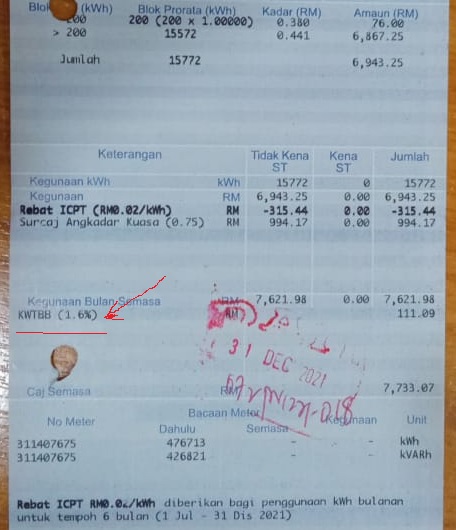 Blok (kWh) Blok Prorata (kWh) Kadar (RM) Amaun (RM)
200 200 (200 x 1.00000) 0.380 76.00
> 200 15572 0.441 6,867.25
Jumlah 15772 6,943.25
Keterangan Tidak Kena ST Kena ST Jumlah
Kegunaan kWh kWh 15772 0 15772
Kegunaan RM 6,943.25 0.00 6,943.25
Rebat ICPT (RM0.02/kWh) RM -315.44 0.00 -315.44
Surcaj Angkadar Kuasa (0.75) RM 994.17 0.00 994.17
Kegunaan Bulan Semasa RM 7,621.98 0.00 7,621.98
KWTBB (1.6%) RM 111.09
31 DEC 2021
Caj Semasa RM 7,733.07
No Meter Bacaan Meter Kegunaan Unit
Dahulu Semasa
311407675 476713 - - kWh
311407675 426821 - - kVARh
Rebat ICPT RM0.02/kWh diberikan bagi penggunaan kWh bulanan
untuk tempoh 6 bulan (1 Jul - 31 Dis 2021)